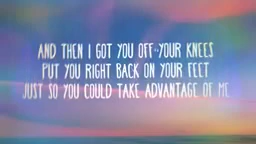 AND THEN I GOT YOU OFF YOUR KNEES
PUT YOU RIGHT BACK ON YOUR FEET
JUST SO YOU COULD TAKE ADVANTAGE OF ME